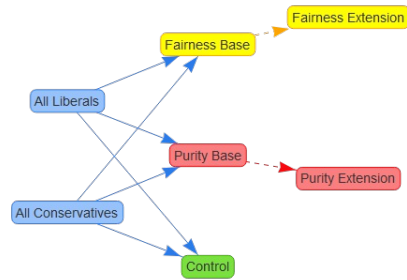 Fairness Extension
Fairness Base
All Liberals
Purity Base
Purity Extension
All Conservatives
Control